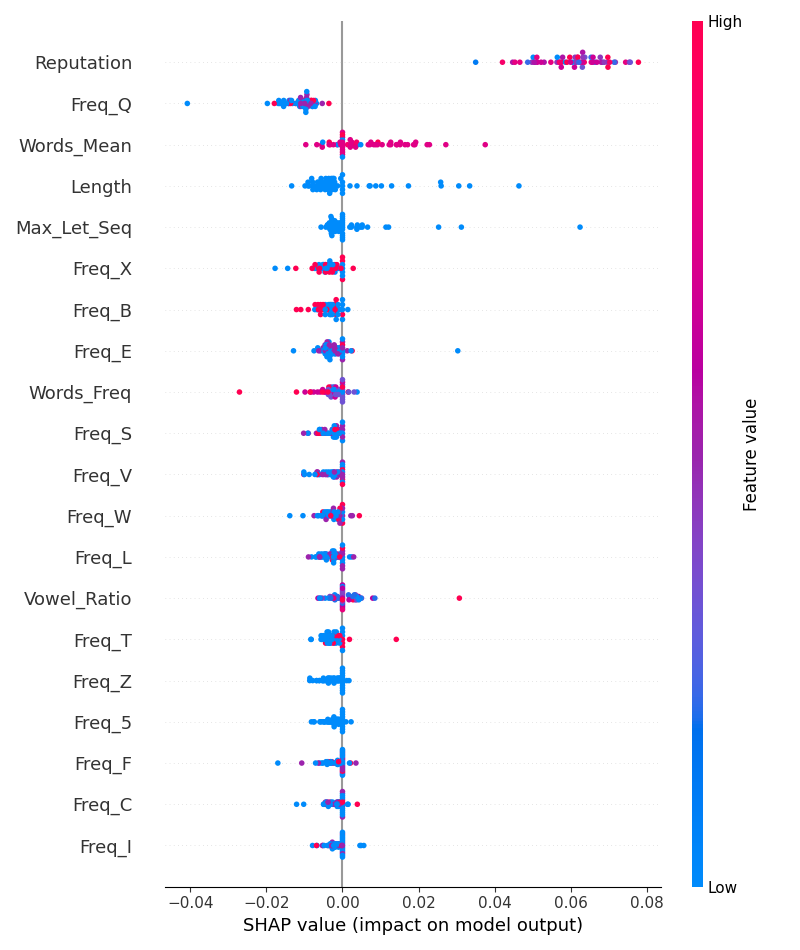 High
Reputation
Freq_Q
Words_Mean
Length
Max_Let_Seq
Freq_X
Freq_B
Freq_E
Words_Freq
Freq_S
Freq_V
Freq_W
Freq_L
Vowel_Ratio
Freq_T
Freq_Z
Freq_5
Freq_F
Freq_C
Freq_I
Feature value
Low
−0.04 −0.02 0.00 0.02 0.04 0.06 0.08
SHAP value (impact on model output)